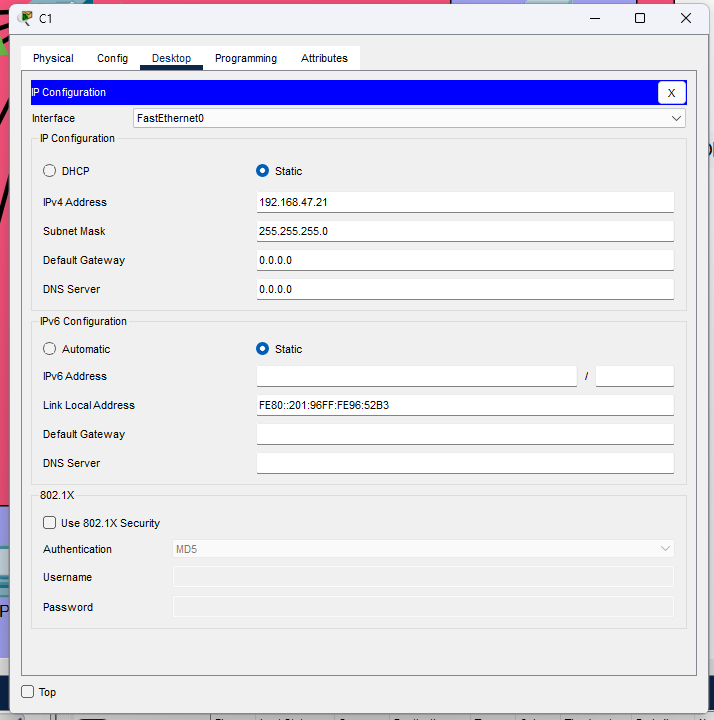 C1
Physical Config Desktop Programming Attributes
IP Configuration X
Interface FastEthernet0
IP Configuration
DHCP Static
IPv4 Address 192.168.47.21
Subnet Mask 255.255.255.0
Default Gateway 0.0.0.0
DNS Server 0.0.0.0
IPv6 Configuration
Automatic Static
IPv6 Address /
Link Local Address FE80::201:96FF:FE96:52B3
Default Gateway
DNS Server
802.1X
Use 802.1X Security
Authentication MD5
Username
Password
Top